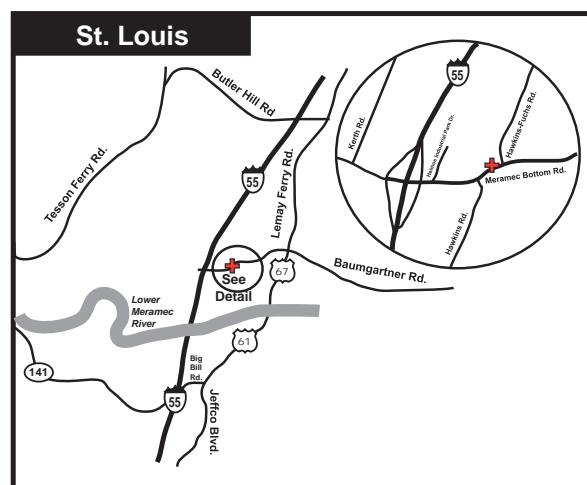 St. Louis
Butler Hill Rd
Tesson Ferry Rd.
55
Lemay Ferry Rd.
55
Kerth Rd.
Hawkins-Fuchs Rd.
Meramec Bottom Rd.
Hawkins Rd.
See
Detail
67
Baumgartner Rd.
Lower
Meramec
River
61
141
Big
Bill
Rd.
55
Jeffco Blvd.